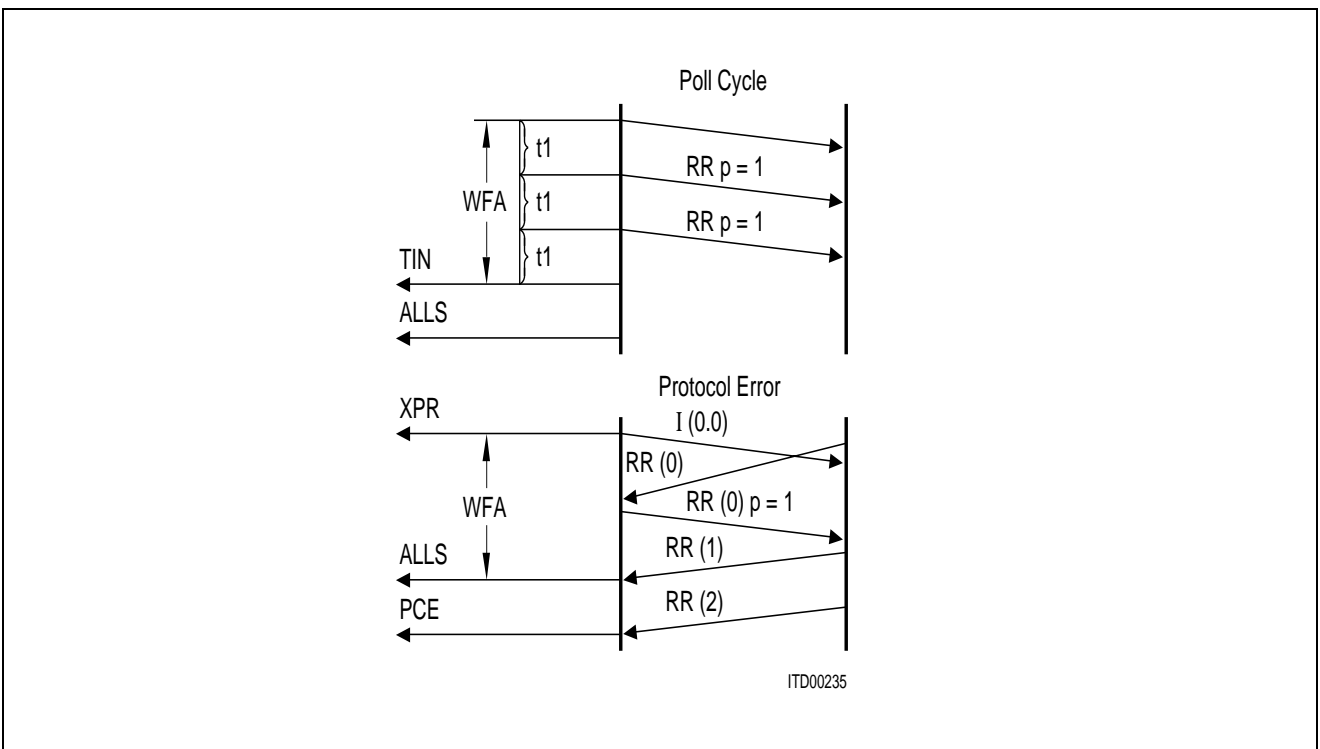 Poll Cycle
t1
RR p = 1
WFA
t1
RR p = 1
t1
TIN
ALLS
Protocol Error
XPR
I (0.0)
RR (0)
WFA
RR (0) p = 1
ALLS
RR (1)
PCE
RR (2)
ITD00235